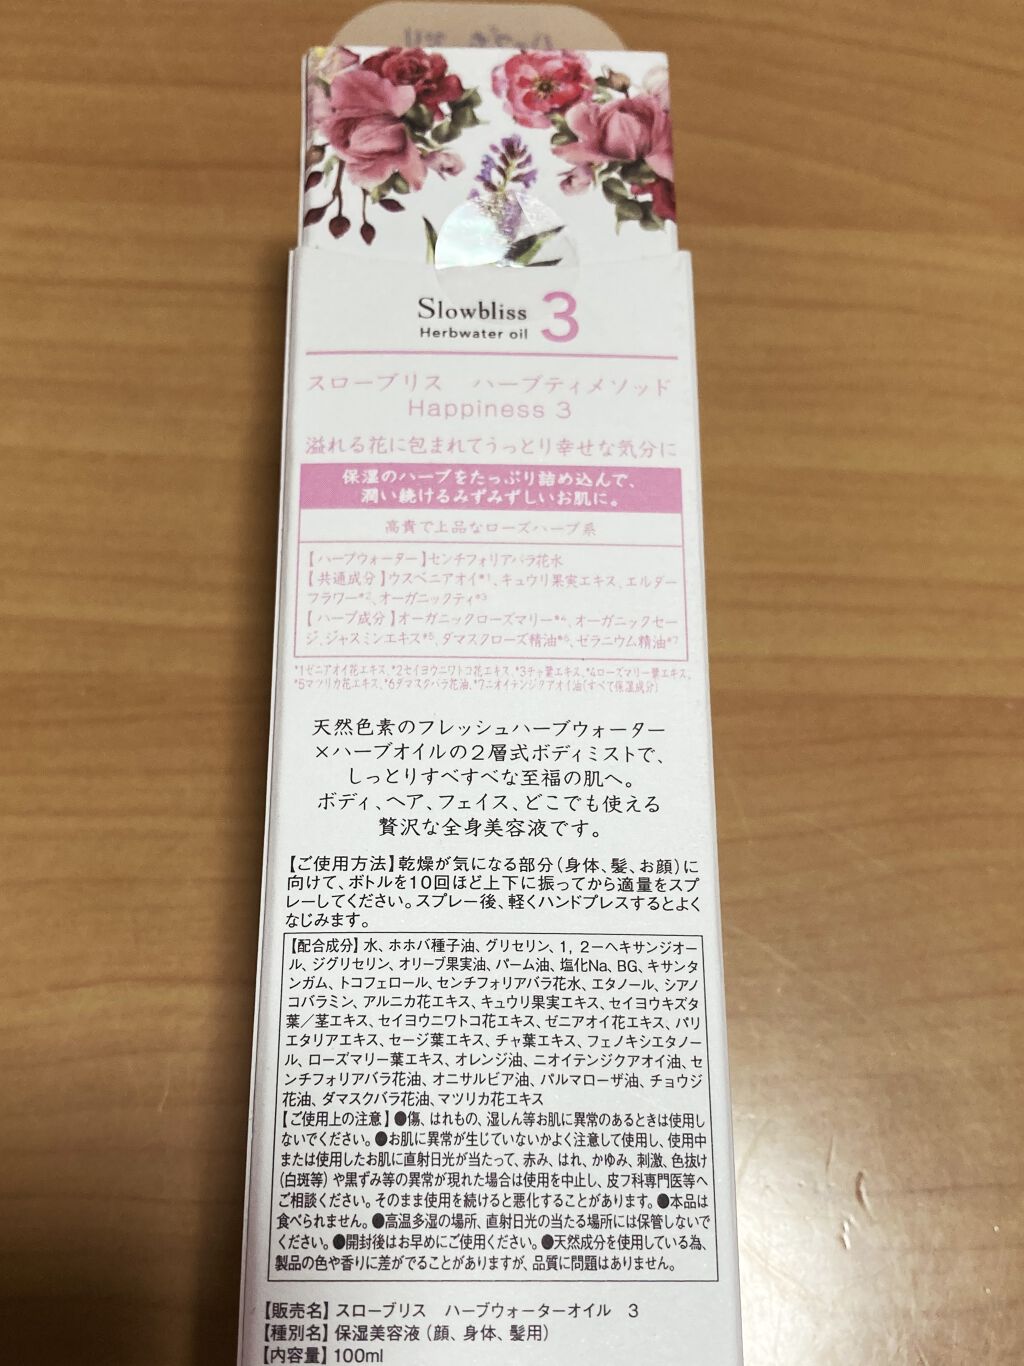 Slowbliss 3
Herbwater oil
スローブリス ハーブティメソッド
Happiness 3
溢れる花に包まれてうっとり幸せな気分に
保湿のハーブをたっぷり詰め込んで、
潤い続けるみずみずしいお肌に。
高貴で上品なローズハーブ系
【ハーブウォーター】センチフォリアバラ花水
【共通成分】ウスベニアオイ*1、キュウリ果実エキス、エルダー
フラワー*2、オーガニックティ*3
【ハーブ成分】オーガニックローズマリー*4、オーガニックセー
ジ、ジャスミンエキス*5、ダマスクローズ精油*6、ゼラニウム精油*7
*1ゼニアオイ花エキス、*2セイヨウニワトコ花エキス、*3チャ葉エキス、*4ローズマリー葉エキス、
*5マツリカ花エキス、*6ダマスクバラ花油、*7ニオイテンジクアオイ油(すべて保湿成分)
天然色素のフレッシュハーブウォーター
×ハーブオイルの2層式ボディミストで、
しっとりすべすべな至福の肌へ。
ボディ、ヘア、フェイス、どこでも使える
贅沢な全身美容液です。
【ご使用方法】乾燥が気になる部分(身体、髪、お顔)に
向けて、ボトルを10回ほど上下に振ってから適量をスプ
レーしてください。スプレー後、軽くハンドプレスするとよく
なじみます。
【配合成分】水、ホホバ種子油、グリセリン、1,2-ヘキサンジオー
ル、ジグリセリン、オリーブ果実油、パーム油、塩化Na、BG、キサンタ
ンガム、トコフェロール、センチフォリアバラ花水、エタノール、シアノ
コバラミン、アルニカ花エキス、キュウリ果実エキス、セイヨウキズタ
葉/茎エキス、セイヨウニワトコ花エキス、ゼニアオイ花エキス、パリ
エタリアエキス、セージ葉エキス、チャ葉エキス、フェノキシエタノー
ル、ローズマリー葉エキス、オレンジ油、ニオイテンジクアオイ油、セ
ンチフォリアバラ花油、オニサルビア油、パルマローザ油、チョウジ
花油、ダマスクバラ花油、マツリカ花エキス
【ご使用上の注意】●傷、はれもの、湿しん等お肌に異常のあるときは使用し
ないでください。●お肌に異常が生じていないかよく注意して使用し、使用中
または使用したお肌に直射日光が当たって、赤み、はれ、かゆみ、刺激、色抜け
(白斑等)や黒ずみ等の異常が現れた場合は使用を中止し、皮フ科専門医等へ
ご相談ください。そのまま使用を続けると悪化することがあります。●本品は
食べられません。●高温多湿の場所、直射日光の当たる場所には保管しないで
ください。●開封後はお早めにご使用ください。●天然成分を使用している為、
製品の色や香りに差がでることがありますが、品質に問題はありません。
【販売名】スローブリス ハーブウォーターオイル 3
【種別名】保湿美容液(顔、身体、髪用)
【内容量】100ml